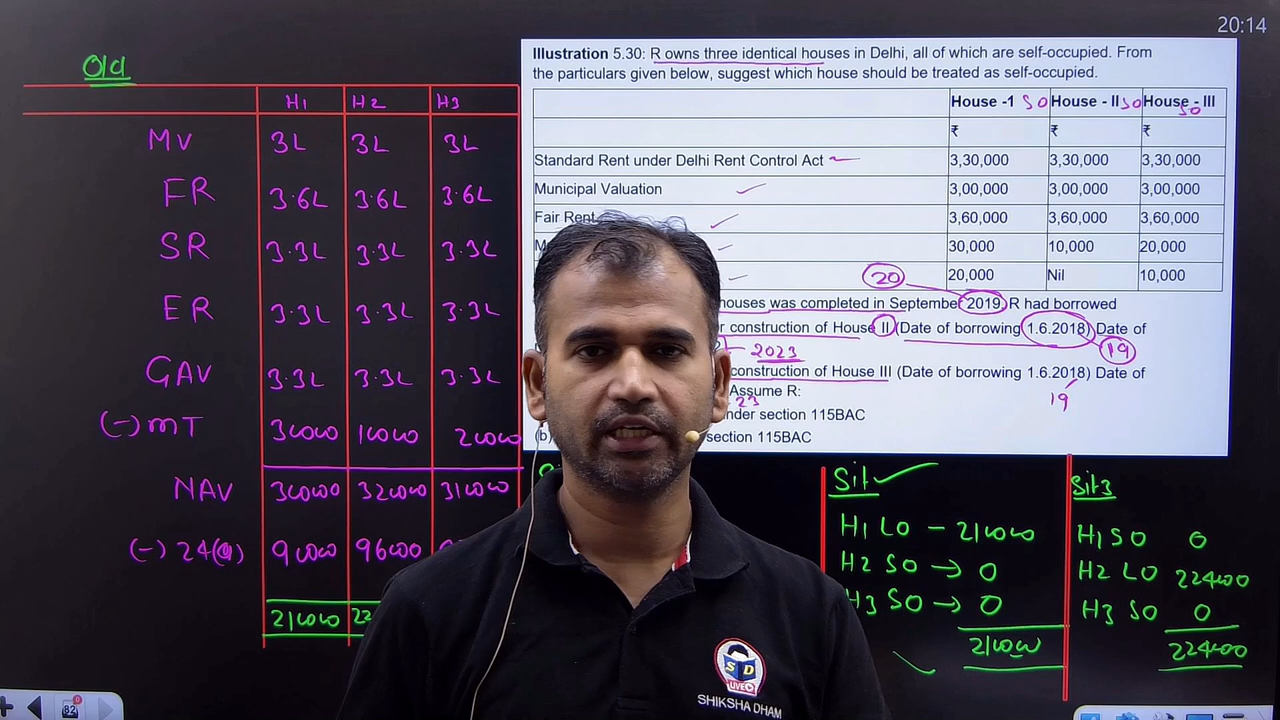 20:14
Old
H1 H2 H3
MV 3L 3L 3L
FR 3.6L 3.6L 3.6L
SR 3.3L 3.3L 3.3L
ER 3.3L 3.3L 3.3L
GAV 3.3L 3.3L 3.3L
(-) MT 30000 10000 20000
NAV 300000 320000 310000
(-) 24(a) 90000 96000
210000 22
Illustration 5.30: R owns three identical houses in Delhi, all of which are self-occupied. From
the particulars given below, suggest which house should be treated as self-occupied.
House -1 SO House - II SO House - III SO
₹ ₹ ₹
Standard Rent under Delhi Rent Control Act 3,30,000 3,30,000 3,30,000
Municipal Valuation 3,00,000 3,00,000 3,00,000
Fair Rent 3,60,000 3,60,000 3,60,000
M 30,000 10,000 20,000
20,000 Nil 10,000
20
houses was completed in September 2019 R had borrowed
r construction of House II (Date of borrowing 1.6.2018) Date of
2023 19
construction of House III (Date of borrowing 1.6.2018) Date of
Assume R:
23 19
nder section 115BAC
(b) section 115BAC
Sit
H1 LO - 210000
H2 SO → 0
H3 SO → 0
210000
Sit3
H1 SO 0
H2 LO 224000
H3 SO 0
224000
SD
LIVE
SHIKSHA DHAM
82